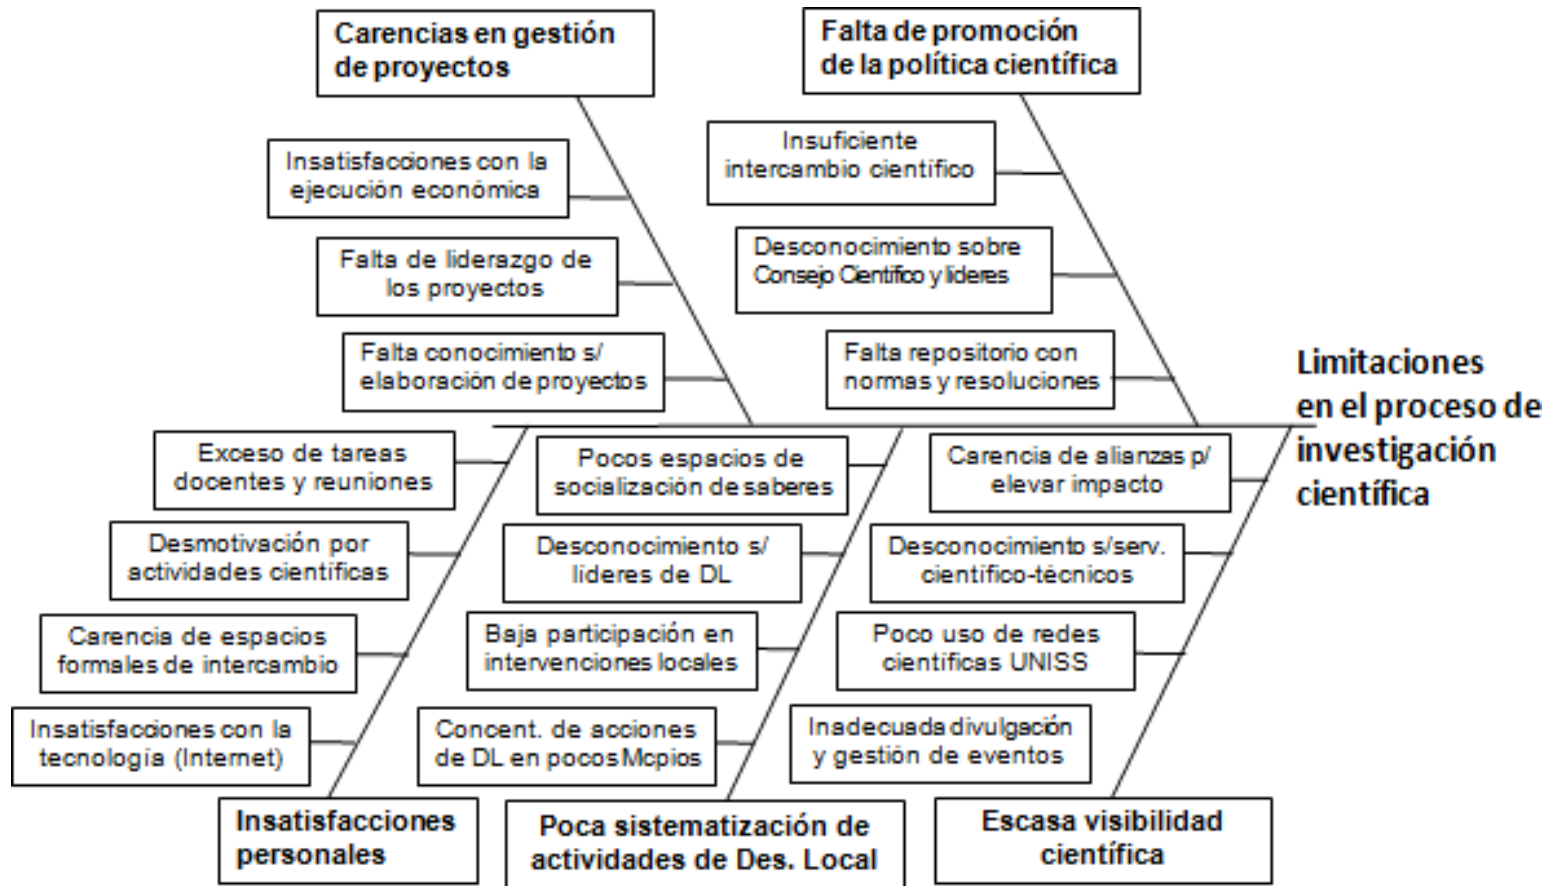 Carencias en gestión
de proyectos
Falta de promoción
de la política científica
Insatisfacciones con la
ejecución económica
Insuficiente
intercambio científico
Falta de liderazgo de
los proyectos
Desconocimiento sobre
Consejo Científico y líderes
Falta conocimiento s/
elaboración de proyectos
Falta repositorio con
normas y resoluciones
Limitaciones
en el proceso de
investigación
científica
Exceso de tareas
docentes y reuniones
Pocos espacios de
socialización de saberes
Carencia de alianzas p/
elevar impacto
Desmotivación por
actividades científicas
Desconocimiento s/
líderes de DL
Desconocimiento s/serv.
científico-técnicos
Carencia de espacios
formales de intercambio
Baja participación en
intervenciones locales
Poco uso de redes
científicas UNISS
Insatisfacciones con la
tecnología (Internet)
Concent. de acciones
de DL en pocos Mcpios
Inadecuada divulgación
y gestión de eventos
Insatisfacciones
personales
Poca sistematización de
actividades de Des. Local
Escasa visibilidad
científica